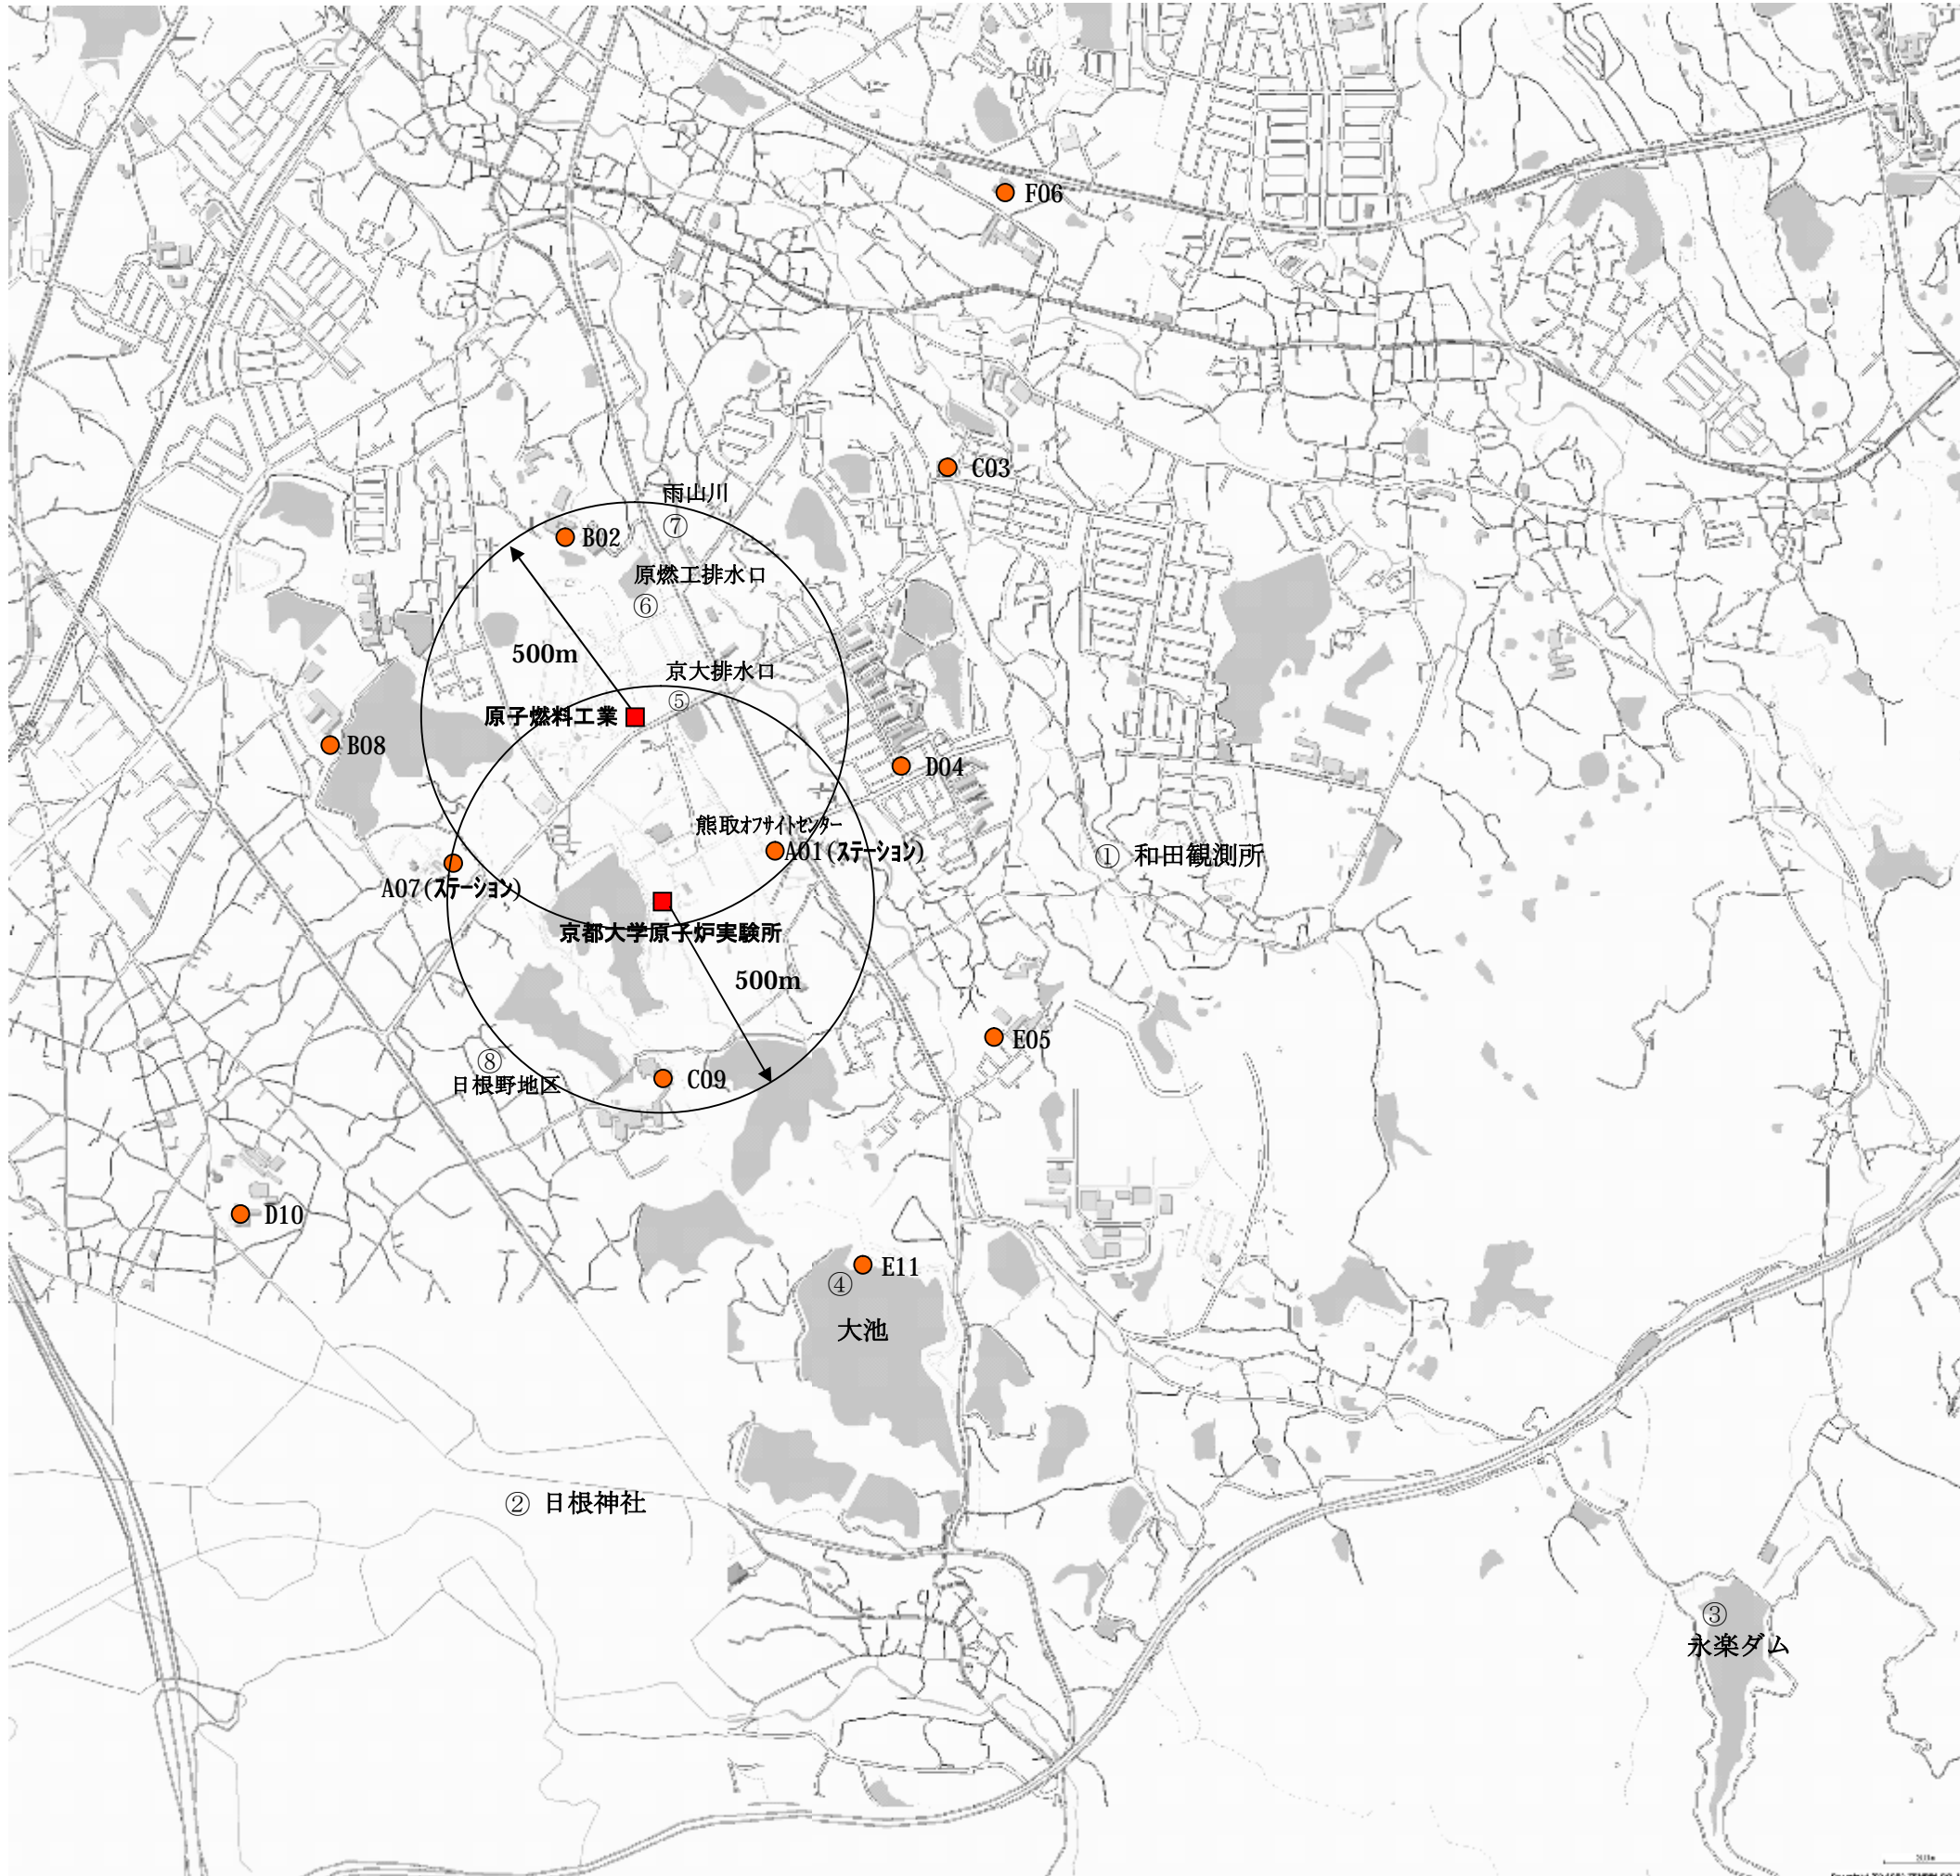 F06
C03
雨山川
⑦
B02
原燃工排水口
⑥
500m
京大排水口
⑤
原子燃料工業
B08
D04
熊取オフサイトセンター
A01(ステーション)
① 和田観測所
A07(ステーション)
京都大学原子炉実験所
500m
E05
⑧
日根野地区
C09
D10
E11
④
大池
② 日根神社
③
永楽ダム